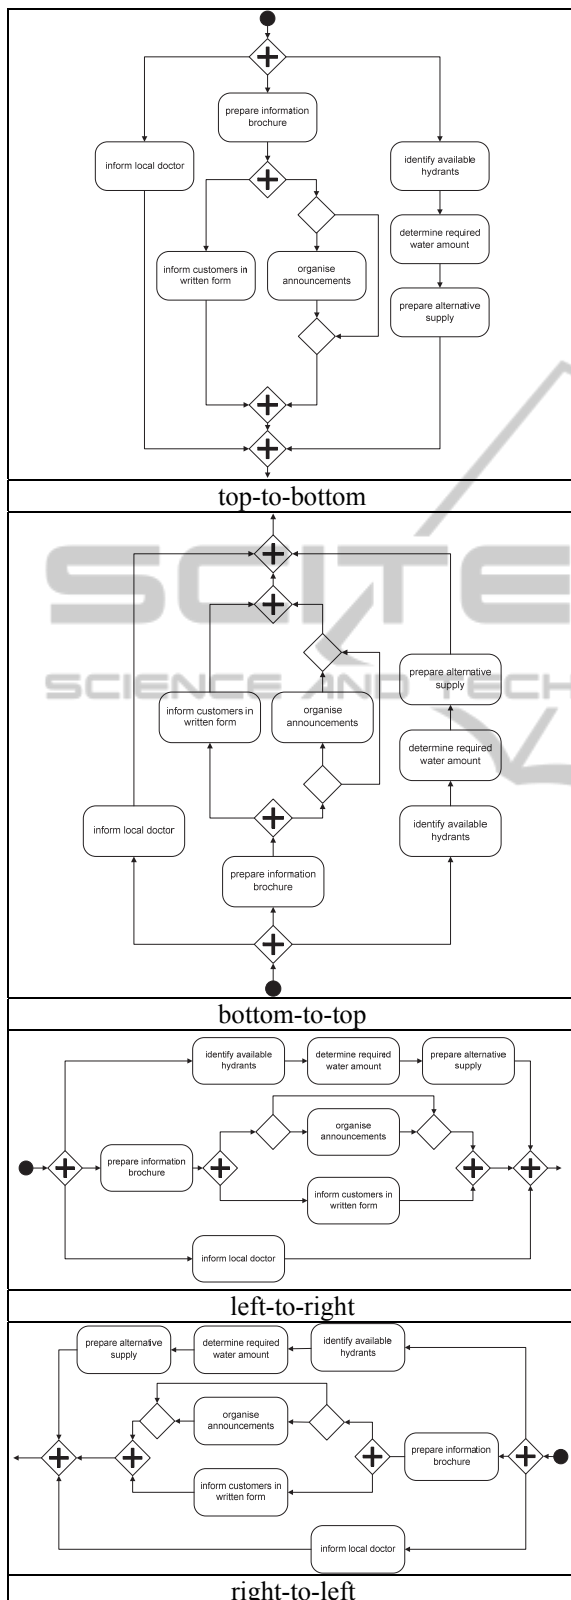 prepare information
brochure
inform local doctor
identify available
hydrants
determine required
water amount
inform customers in
written form
organise
announcements
prepare alternative
supply
top-to-bottom
SCITE
SCIENCE AND TECH
prepare alternative
supply
inform customers in
written form
organise
announcements
determine required
water amount
inform local doctor
identify available
hydrants
prepare information
brochure
bottom-to-top
identify available
hydrants
determine required
water amount
prepare alternative
supply
organise
announcements
prepare information
brochure
inform customers in
written form
inform local doctor
left-to-right
prepare alternative
supply
determine required
water amount
identify available
hydrants
organise
announcements
prepare information
brochure
inform customers in
written form
inform local doctor
right-to-left